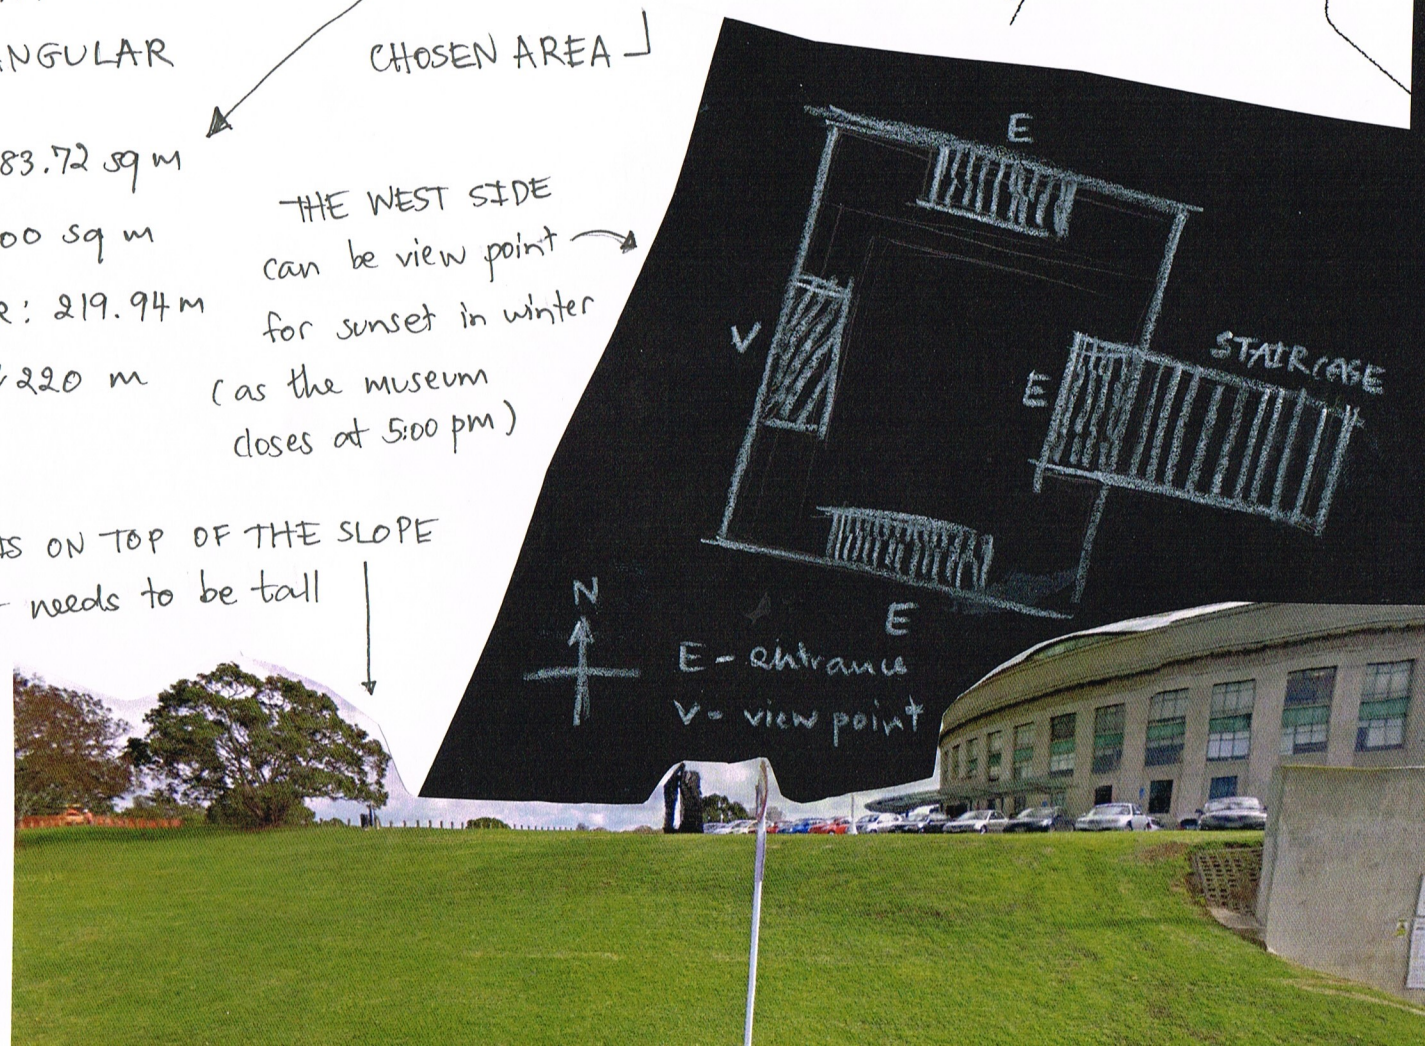 ANGULAR
CHOSEN AREA
83.72 sq m
00 sq m
R: 219.94 m
220 m
THE WEST SIDE
can be view point
for sunset in winter
(as the museum
closes at 5:00 pm)
ON TOP OF THE SLOPE
needs to be tall
E
V
E
STAIRCASE
E
N
E - entrance
V - view point